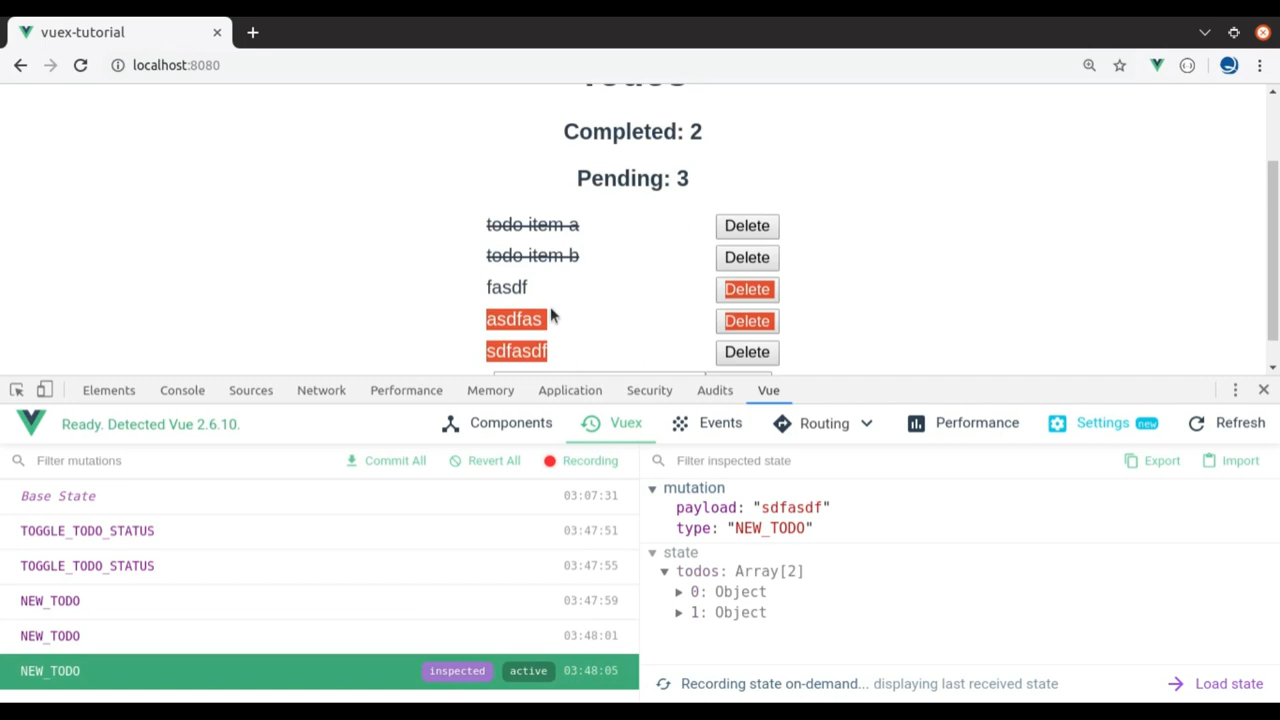 vuex-tutorial
localhost:8080
Todos
Completed: 2
Pending: 3
todo item a Delete
todo item b Delete
fasdf Delete
asdfas Delete
sdfasdf Delete
Elements Console Sources Network Performance Memory Application Security Audits Vue
Ready. Detected Vue 2.6.10. Components Vuex Events Routing Performance Settings new Refresh
Filter mutations Commit All Revert All Recording Filter inspected state Export Import
Base State 03:07:31
TOGGLE_TODO_STATUS 03:47:51
TOGGLE_TODO_STATUS 03:47:55
NEW_TODO 03:47:59
NEW_TODO 03:48:01
NEW_TODO inspected active 03:48:05
mutation
payload: "sdfasdf"
type: "NEW_TODO"
state
todos: Array[2]
0: Object
1: Object
Recording state on-demand... displaying last received state Load state